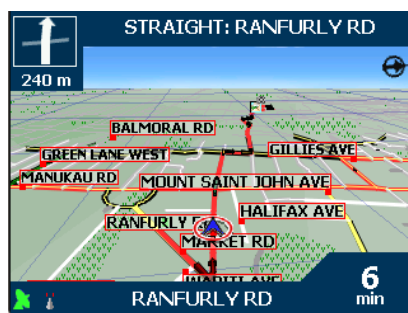 STRAIGHT: RANFURLY RD
240 m
BALMORAL RD
GREEN LANE WEST
GILLIES AVE
MANUKAU RD
MOUNT SAINT JOHN AVE
HALIFAX AVE
RANFURLY
MARKET RD
6
min
RANFURLY RD